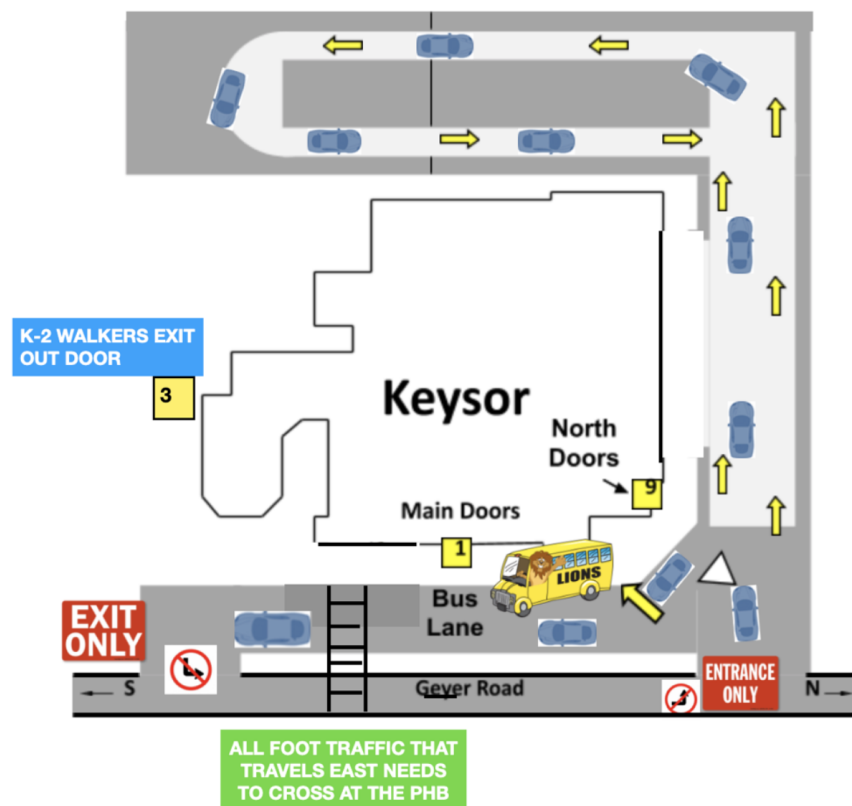 K-2 WALKERS EXIT
OUT DOOR
3
Keysor
North
Doors
9
Main Doors
1
LIONS
Bus
Lane
EXIT
ONLY
ENTRANCE
ONLY
S
Geyer Road
N
ALL FOOT TRAFFIC THAT
TRAVELS EAST NEEDS
TO CROSS AT THE PHB